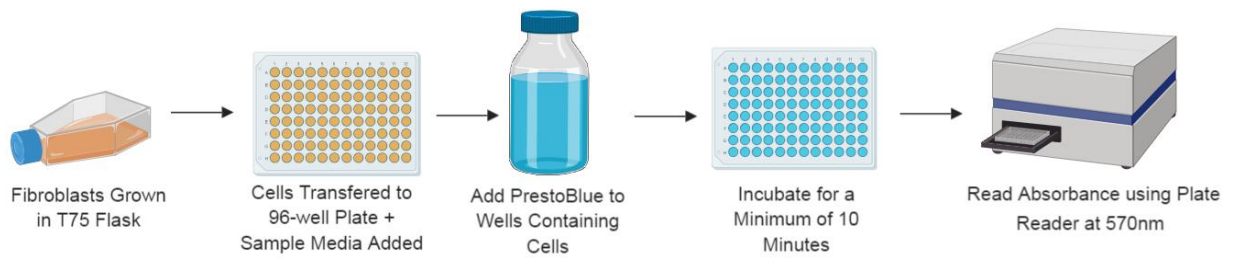 Fibroblasts Grown
in T75 Flask
Cells Transfered to
96-well Plate +
Sample Media Added
Add PrestoBlue to
Wells Containing
Cells
Incubate for a
Minimum of 10
Minutes
Read Absorbance using Plate
Reader at 570nm